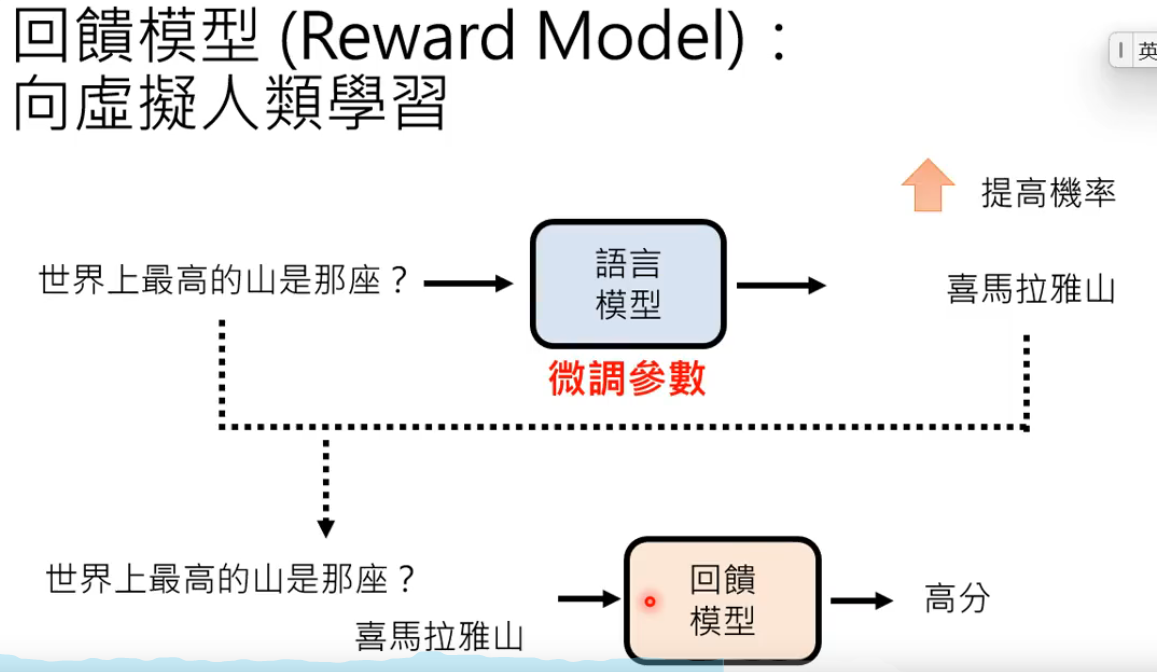 回饋模型 (Reward Model)：
向虛擬人類學習
英
提高機率
世界上最高的山是那座？
語言
模型
喜馬拉雅山
微調參數
世界上最高的山是那座？
喜馬拉雅山
回饋
模型
高分